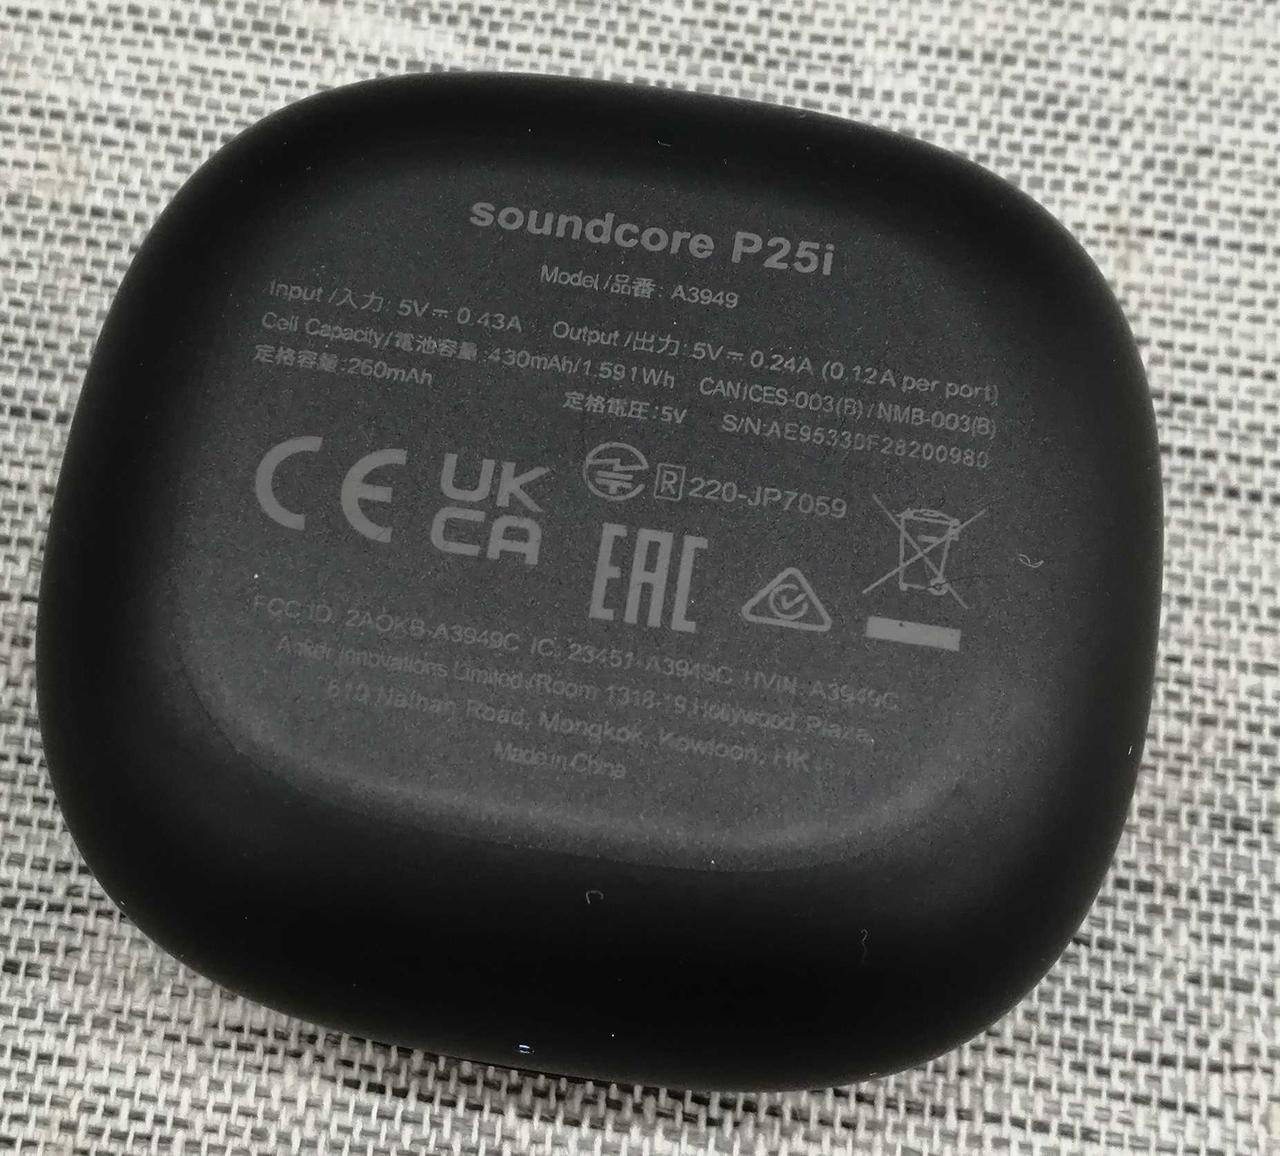 soundcore P25i
Model /品番: A3949
Input /入力: 5V⎓0.43A Output /出力: 5V⎓0.24A (0.12A per port)
Cell Capacity/電池容量:430mAh/1.591Wh CAN ICES-003(B)/NMB-003(B)
定格容量:260mAh 定格電圧:5V S/N:AE95330F28200980
CE UK CA R 220-JP7059
EAC
FCC ID: 2AOKB-A3949C IC: 23451-A3949C HVIN: A3949C
Anker Innovations Limited /Room 1318-19 Hollywood Plaza,
610 Nathan Road, Mongkok, Kowloon, HK
Made in China